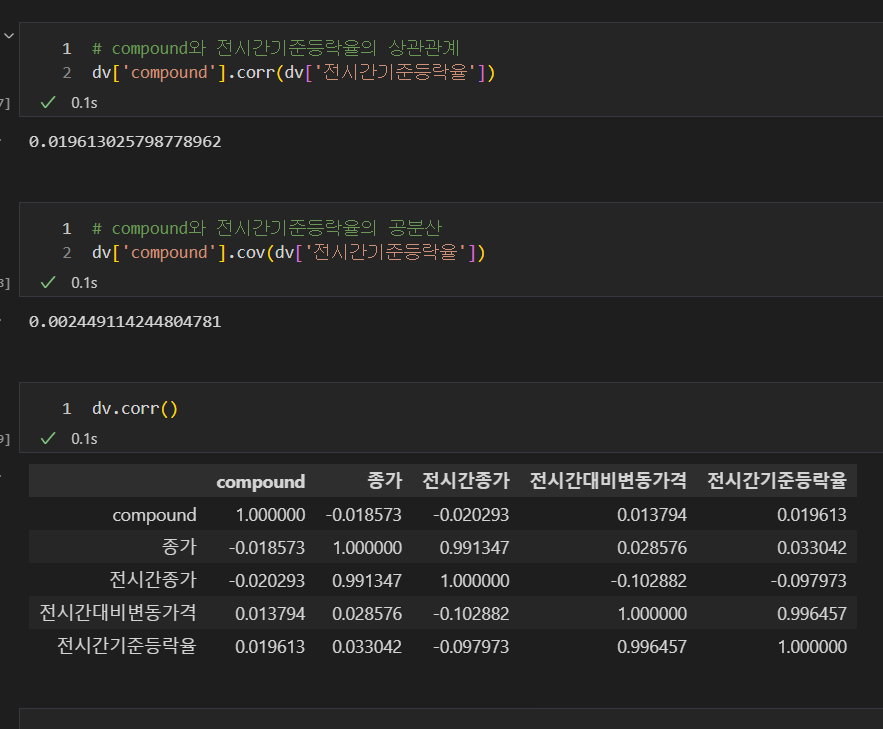 1 # compound와 전시간기준등락율의 상관관계
2 dv['compound'].corr(dv['전시간기준등락율'])
7] ✓ 0.1s
0.019613025798778962
1 # compound와 전시간기준등락율의 공분산
2 dv['compound'].cov(dv['전시간기준등락율'])
8] ✓ 0.1s
0.002449114244804781
1 dv.corr()
9] ✓ 0.1s
compound 종가 전시간종가 전시간대비변동가격 전시간기준등락율
compound 1.000000 -0.018573 -0.020293 0.013794 0.019613
종가 -0.018573 1.000000 0.991347 0.028576 0.033042
전시간종가 -0.020293 0.991347 1.000000 -0.102882 -0.097973
전시간대비변동가격 0.013794 0.028576 -0.102882 1.000000 0.996457
전시간기준등락율 0.019613 0.033042 -0.097973 0.996457 1.000000